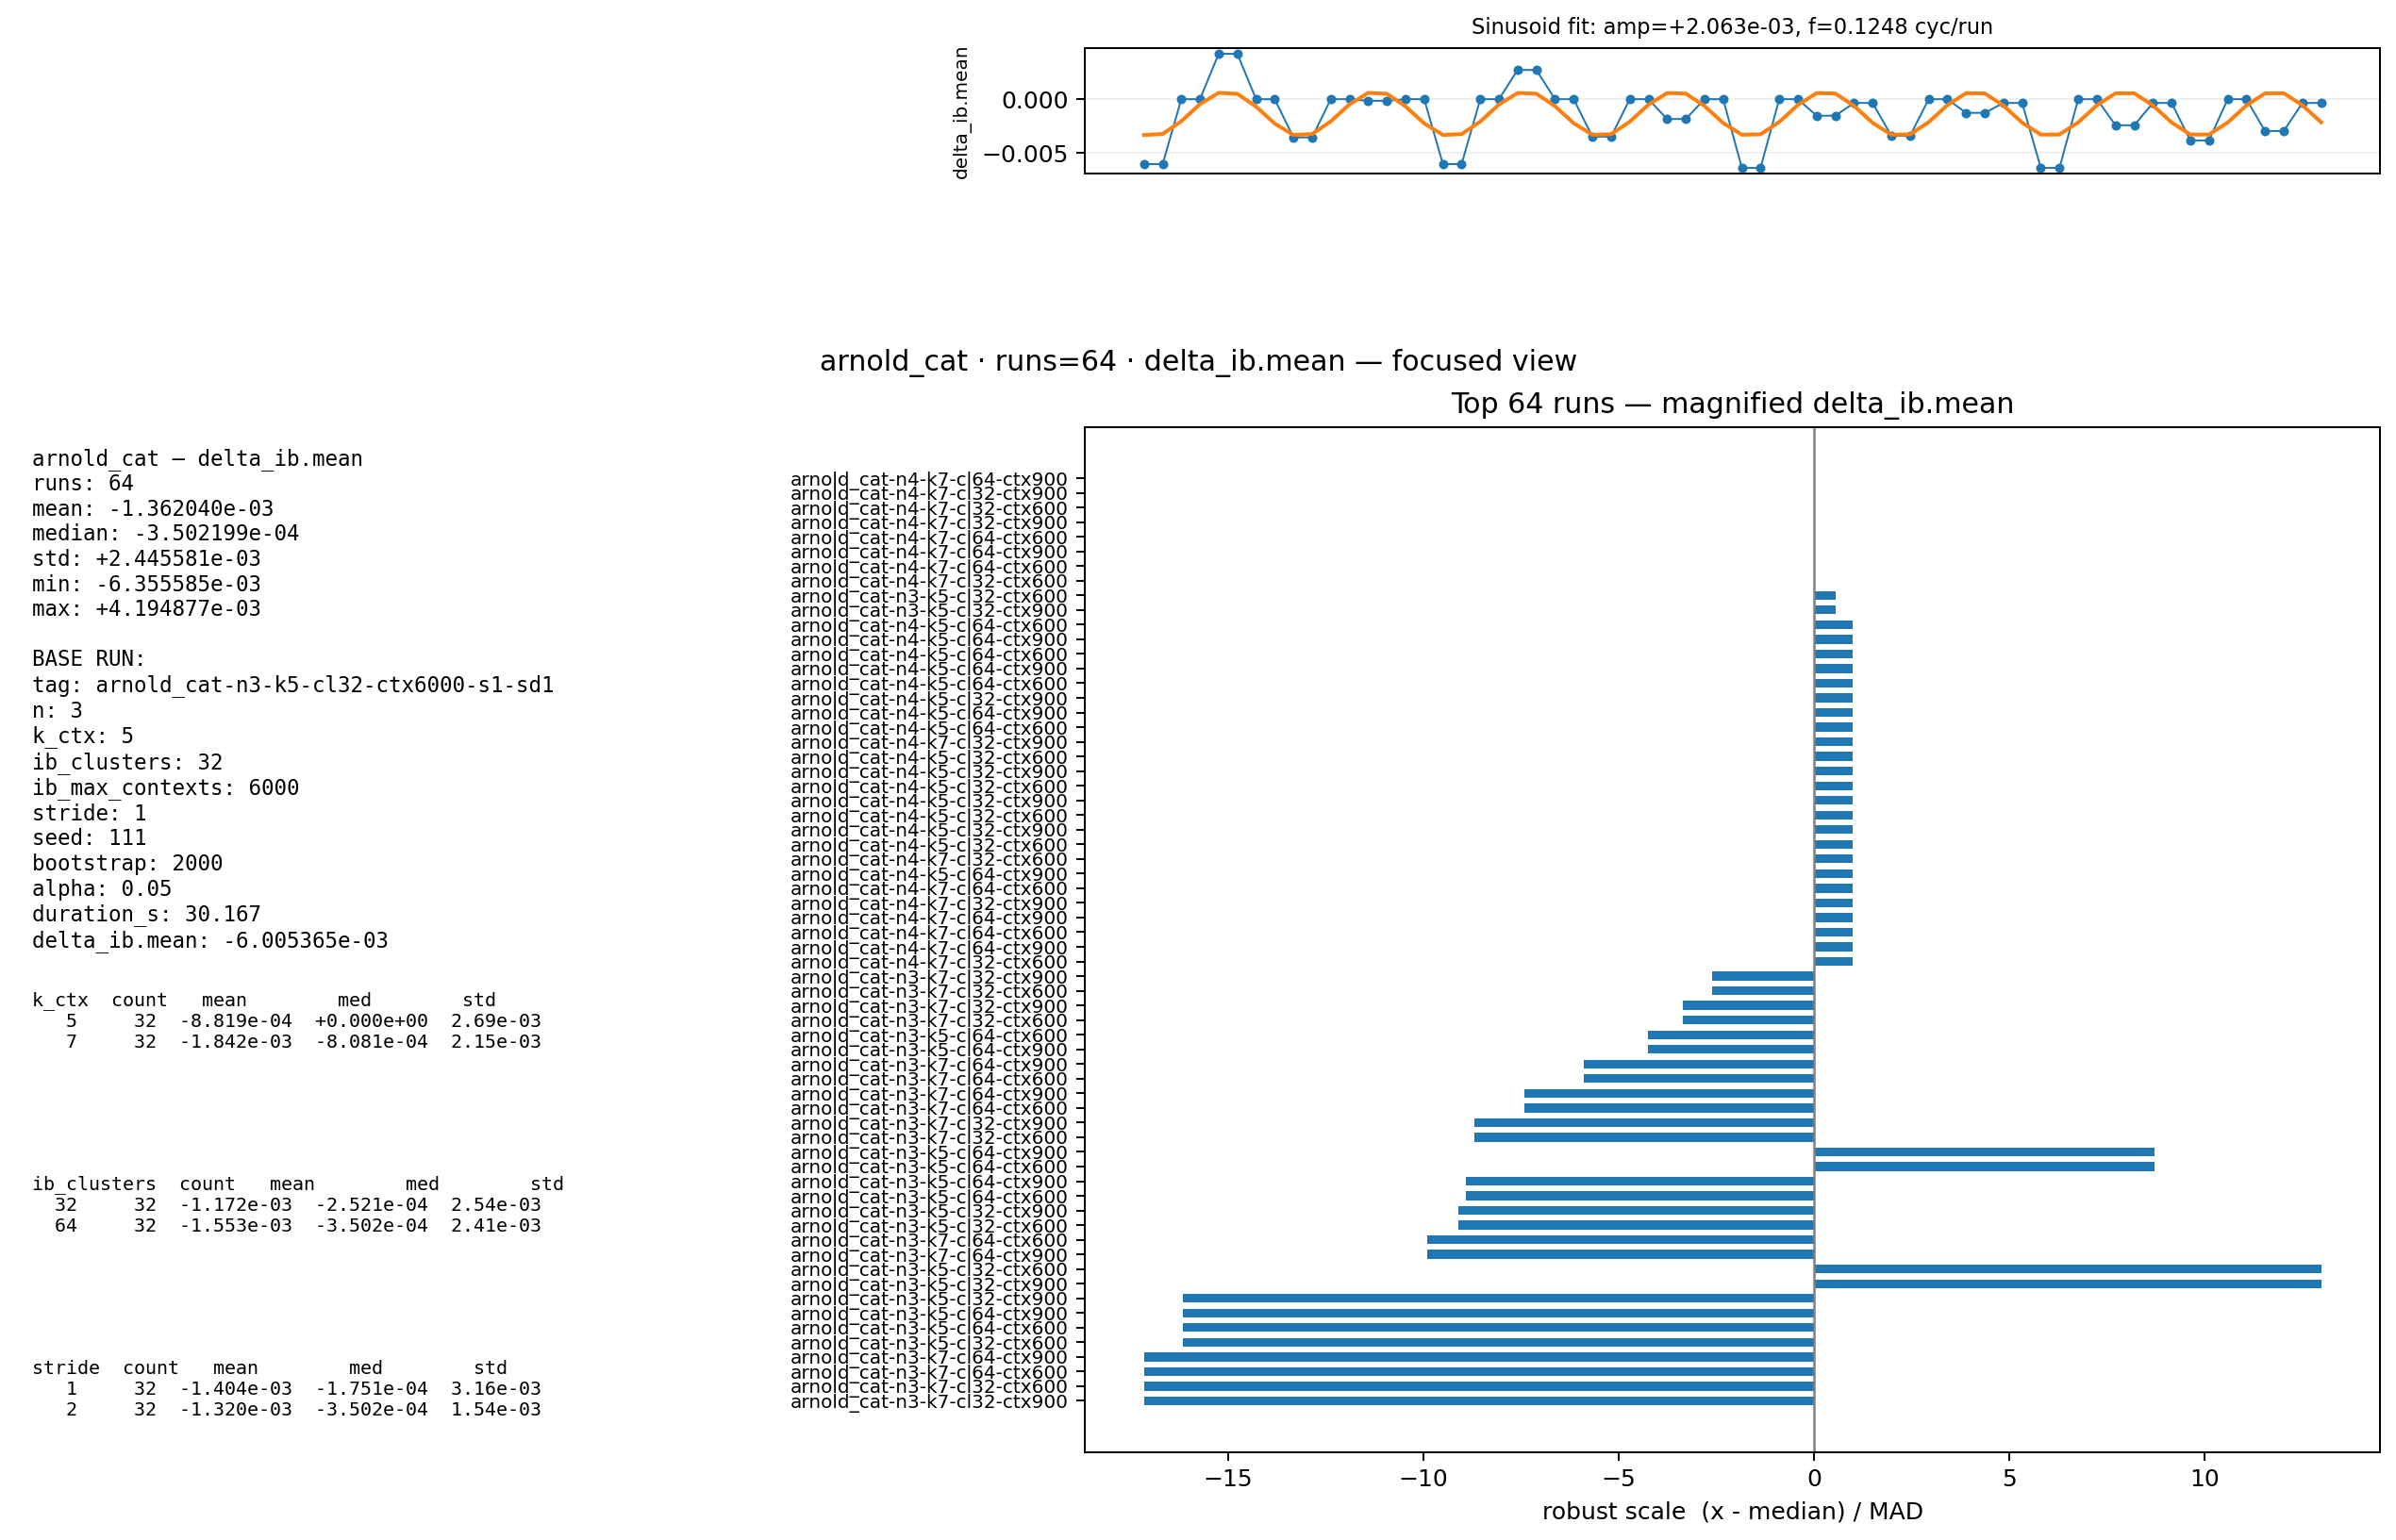 Sinusoid fit: amp=+2.063e-03, f=0.1248 cyc/run
delta_ib.mean
0.000
−0.005
arnold_cat · runs=64 · delta_ib.mean — focused view
Top 64 runs — magnified delta_ib.mean
arnold_cat — delta_ib.mean
runs: 64
mean: -1.362040e-03
median: -3.502199e-04
std: +2.445581e-03
min: -6.355585e-03
max: +4.194877e-03
BASE RUN:
tag: arnold_cat-n3-k5-cl32-ctx6000-s1-sd1
n: 3
k_ctx: 5
ib_clusters: 32
ib_max_contexts: 6000
stride: 1
seed: 111
bootstrap: 2000
alpha: 0.05
duration_s: 30.167
delta_ib.mean: -6.005365e-03
k_ctx count mean med std
5 32 -8.819e-04 +0.000e+00 2.69e-03
7 32 -1.842e-03 -8.081e-04 2.15e-03
ib_clusters count mean med std
32 32 -1.172e-03 -2.521e-04 2.54e-03
64 32 -1.553e-03 -3.502e-04 2.41e-03
stride count mean med std
1 32 -1.404e-03 -1.751e-04 3.16e-03
2 32 -1.320e-03 -3.502e-04 1.54e-03
arnold_cat-n4-k7-cl64-ctx900
arnold_cat-n4-k7-cl32-ctx900
arnold_cat-n4-k7-cl32-ctx600
arnold_cat-n4-k7-cl32-ctx900
arnold_cat-n4-k7-cl64-ctx600
arnold_cat-n4-k7-cl64-ctx900
arnold_cat-n4-k7-cl64-ctx600
arnold_cat-n4-k7-cl32-ctx600
arnold_cat-n3-k5-cl32-ctx600
arnold_cat-n3-k5-cl32-ctx900
arnold_cat-n4-k5-cl64-ctx600
arnold_cat-n4-k5-cl64-ctx900
arnold_cat-n4-k5-cl64-ctx600
arnold_cat-n4-k5-cl64-ctx900
arnold_cat-n4-k5-cl64-ctx600
arnold_cat-n4-k5-cl32-ctx900
arnold_cat-n4-k5-cl64-ctx900
arnold_cat-n4-k5-cl64-ctx600
arnold_cat-n4-k7-cl32-ctx900
arnold_cat-n4-k5-cl32-ctx600
arnold_cat-n4-k5-cl32-ctx900
arnold_cat-n4-k5-cl32-ctx600
arnold_cat-n4-k5-cl32-ctx900
arnold_cat-n4-k5-cl32-ctx600
arnold_cat-n4-k5-cl32-ctx900
arnold_cat-n4-k5-cl32-ctx600
arnold_cat-n4-k7-cl32-ctx600
arnold_cat-n4-k5-cl64-ctx900
arnold_cat-n4-k7-cl64-ctx600
arnold_cat-n4-k7-cl32-ctx900
arnold_cat-n4-k7-cl64-ctx900
arnold_cat-n4-k7-cl64-ctx600
arnold_cat-n4-k7-cl64-ctx900
arnold_cat-n4-k7-cl32-ctx600
arnold_cat-n3-k7-cl32-ctx900
arnold_cat-n3-k7-cl32-ctx600
arnold_cat-n3-k7-cl32-ctx900
arnold_cat-n3-k7-cl32-ctx600
arnold_cat-n3-k5-cl64-ctx600
arnold_cat-n3-k5-cl64-ctx900
arnold_cat-n3-k7-cl64-ctx900
arnold_cat-n3-k7-cl64-ctx600
arnold_cat-n3-k7-cl64-ctx900
arnold_cat-n3-k7-cl64-ctx600
arnold_cat-n3-k7-cl32-ctx900
arnold_cat-n3-k7-cl32-ctx600
arnold_cat-n3-k5-cl64-ctx900
arnold_cat-n3-k5-cl64-ctx600
arnold_cat-n3-k5-cl64-ctx900
arnold_cat-n3-k5-cl64-ctx600
arnold_cat-n3-k5-cl32-ctx900
arnold_cat-n3-k5-cl32-ctx600
arnold_cat-n3-k7-cl64-ctx600
arnold_cat-n3-k7-cl64-ctx900
arnold_cat-n3-k5-cl32-ctx600
arnold_cat-n3-k5-cl32-ctx900
arnold_cat-n3-k5-cl32-ctx900
arnold_cat-n3-k5-cl64-ctx900
arnold_cat-n3-k5-cl64-ctx600
arnold_cat-n3-k5-cl32-ctx600
arnold_cat-n3-k7-cl64-ctx900
arnold_cat-n3-k7-cl64-ctx600
arnold_cat-n3-k7-cl32-ctx600
arnold_cat-n3-k7-cl32-ctx900
−15 −10 −5 0 5 10
robust scale (x - median) / MAD